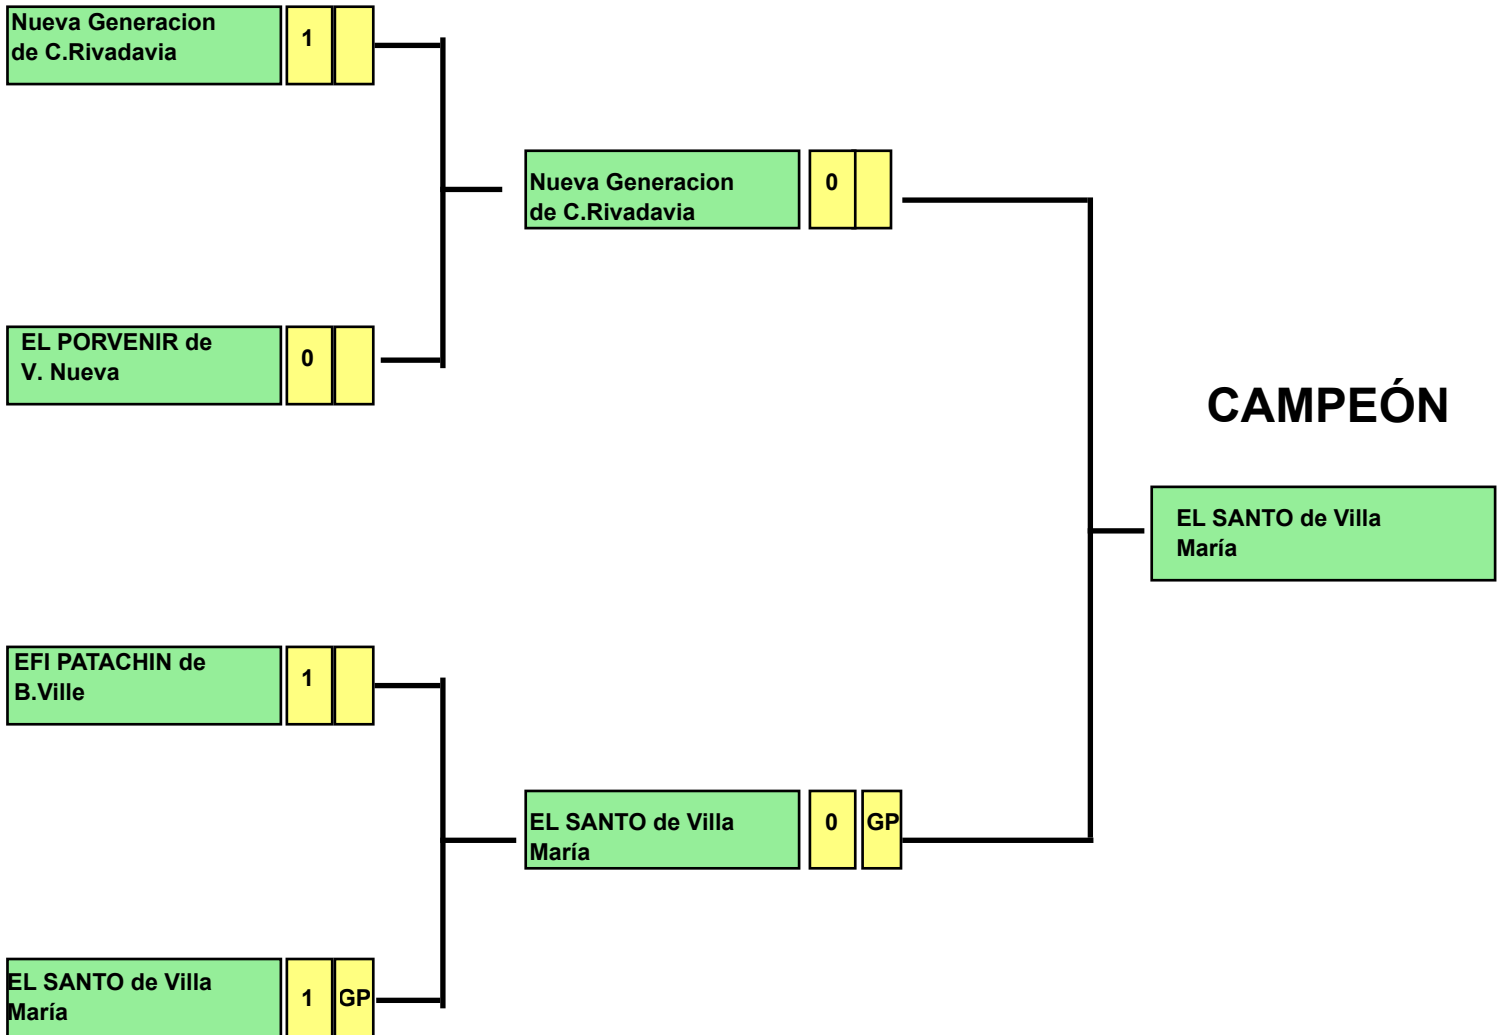 Nueva Generacion
de C.Rivadavia
1
Nueva Generacion
de C.Rivadavia
0
EL PORVENIR de
V. Nueva
0
CAMPEÓN
EL SANTO de Villa
María
EFI PATACHIN de
B.Ville
1
EL SANTO de Villa
María
0 GP
EL SANTO de Villa
María
1 GP